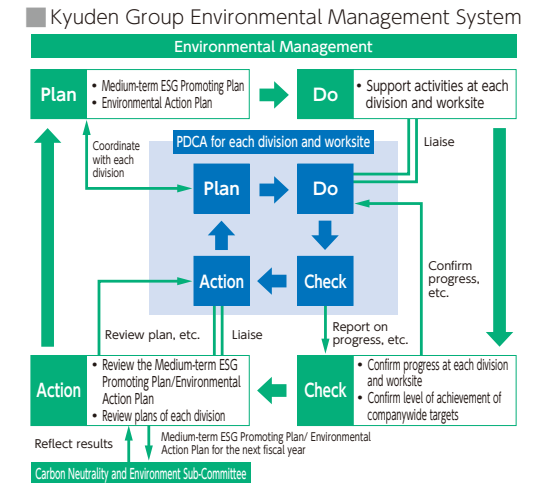 Kyuden Group Environmental Management System
Environmental Management
Plan
• Medium-term ESG Promoting Plan
• Environmental Action Plan
Do
• Support activities at each
division and worksite
Coordinate
with each
division
PDCA for each division and worksite
Liaise
Plan
Do
Action
Check
Confirm
progress,
etc.
Review plan, etc.
Liaise
Report on
progress, etc.
Action
• Review the Medium-term ESG
Promoting Plan/Environmental
Action Plan
• Review plans of each division
Check
• Confirm progress at each division
and worksite
• Confirm level of achievement of
companywide targets
Reflect results
Medium-term ESG Promoting Plan/ Environmental
Action Plan for the next fiscal year
Carbon Neutrality and Environment Sub-Committee